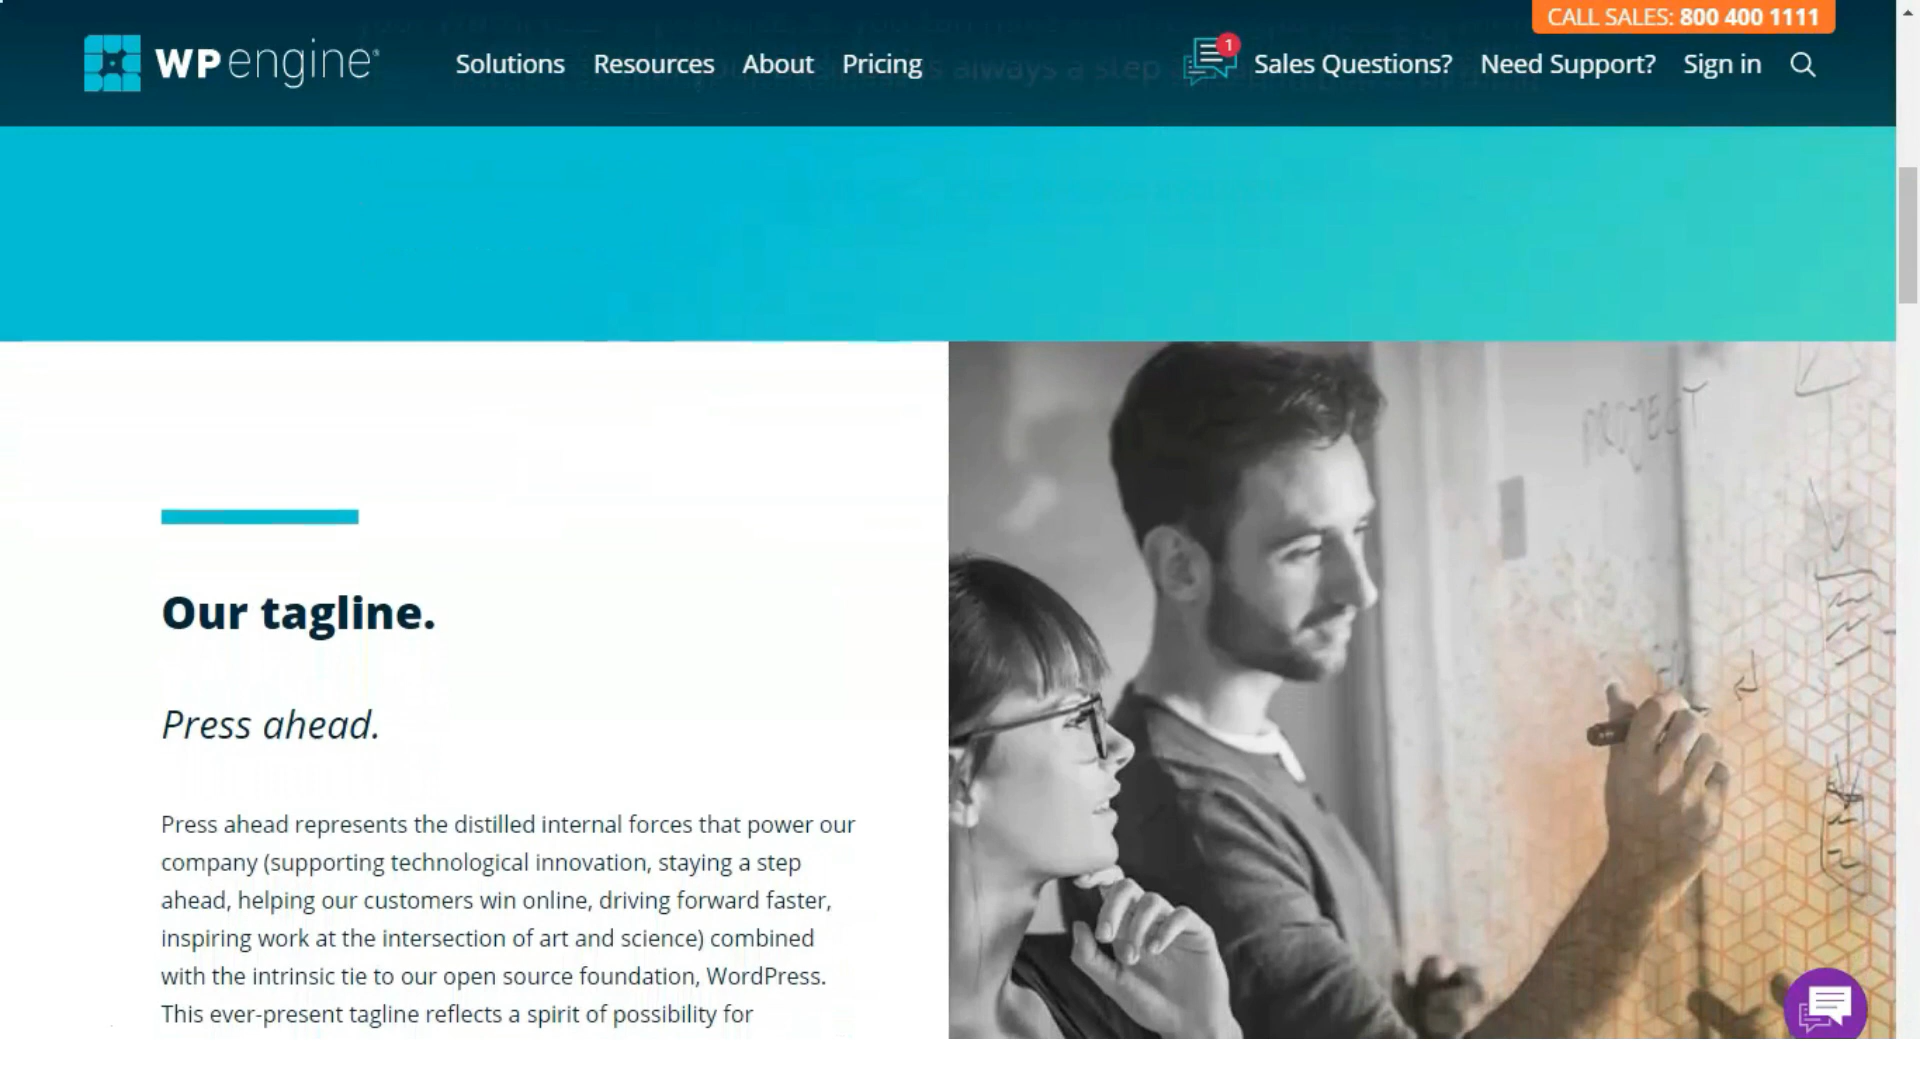 CALL SALES: 800 400 1111
WP engine®
Solutions Resources About Pricing
1
Sales Questions? Need Support? Sign in
Our tagline.
Press ahead.
Press ahead represents the distilled internal forces that power our
company (supporting technological innovation, staying a step
ahead, helping our customers win online, driving forward faster,
inspiring work at the intersection of art and science) combined
with the intrinsic tie to our open source foundation, WordPress.
This ever-present tagline reflects a spirit of possibility for
PROJECT